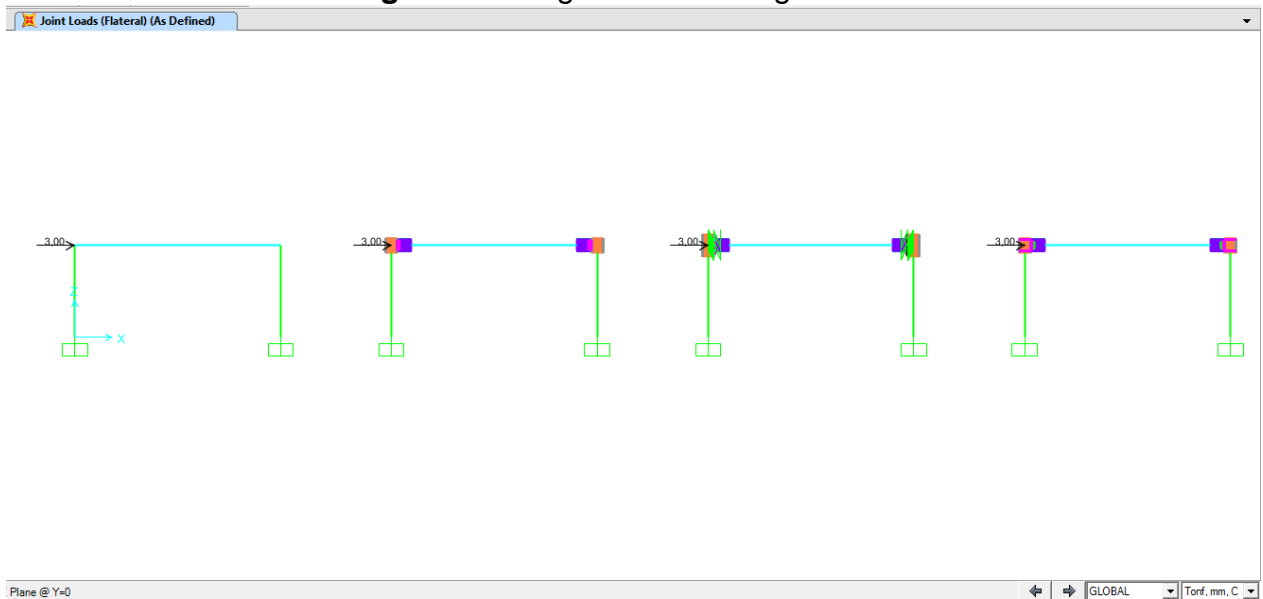 Joint Loads (Flateral) (As Defined)
3,00 3,00 3,00 3,00
Z
X
Plane @ Y=0
GLOBAL
Tonf, mm, C